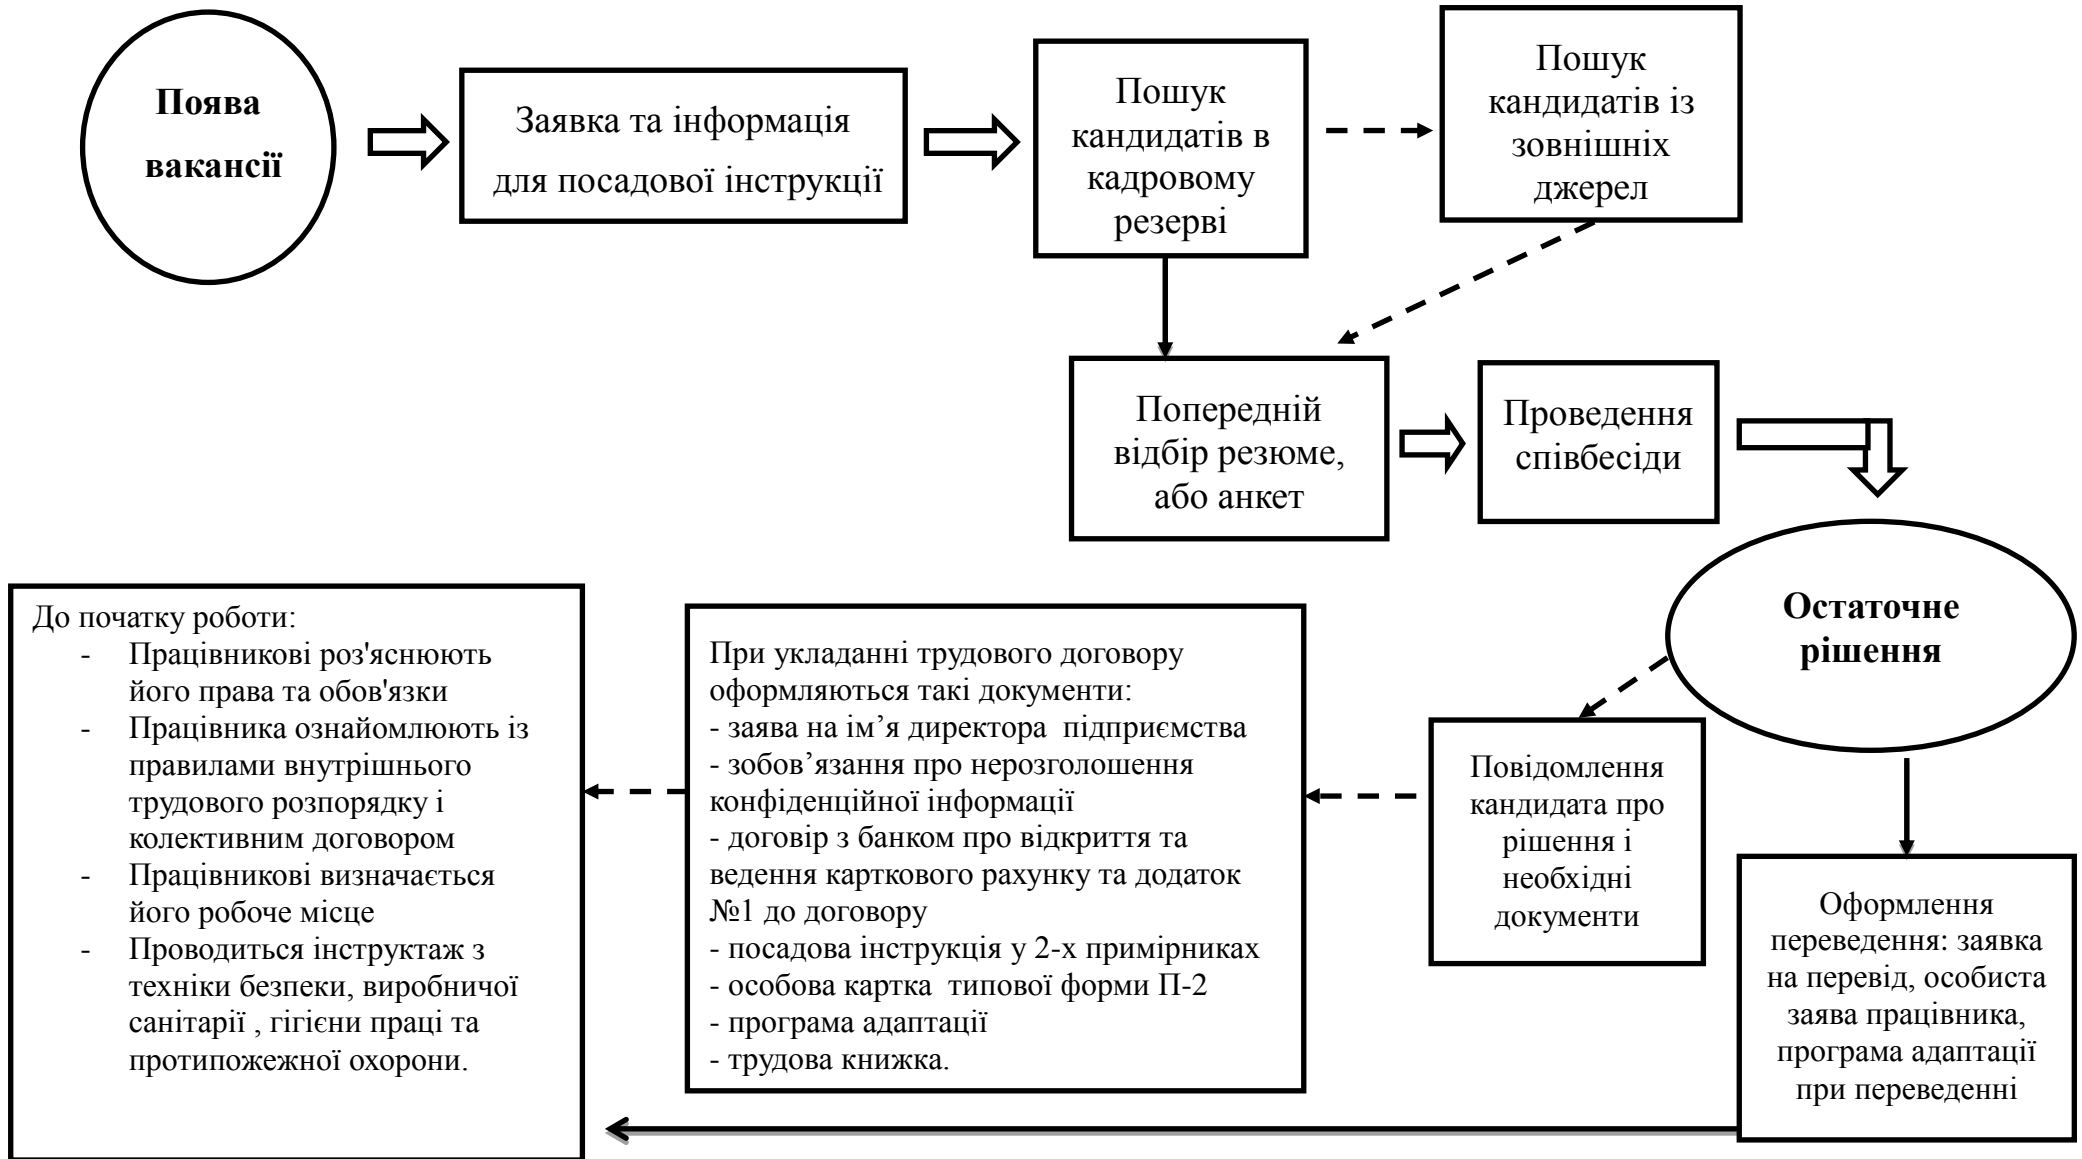 Поява
вакансії
Заявка та інформація
для посадової інструкції
Пошук
кандидатів в
кадровому
резерві
Пошук
кандидатів із
зовнішніх
джерел
Попередній
відбір резюме,
або анкет
Проведення
співбесіди
Остаточне
рішення
Повідомлення
кандидата про
рішення і
необхідні
документи
Оформлення
переведення: заявка
на перевід, особиста
заява працівника,
програма адаптації
при переведенні
При укладанні трудового договору
оформляються такі документи:
- заява на ім’я директора підприємства
- зобов’язання про нерозголошення
конфіденційної інформації
- договір з банком про відкриття та
ведення карткового рахунку та додаток
№1 до договору
- посадова інструкція у 2-х примірниках
- особова картка типової форми П-2
- програма адаптації
- трудова книжка.
До початку роботи:
- Працівникові роз'яснюють
його права та обов'язки
- Працівника ознайомлюють із
правилами внутрішнього
трудового розпорядку і
колективним договором
- Працівникові визначається
його робоче місце
- Проводиться інструктаж з
техніки безпеки, виробничої
санітарії , гігієни праці та
протипожежної охорони.